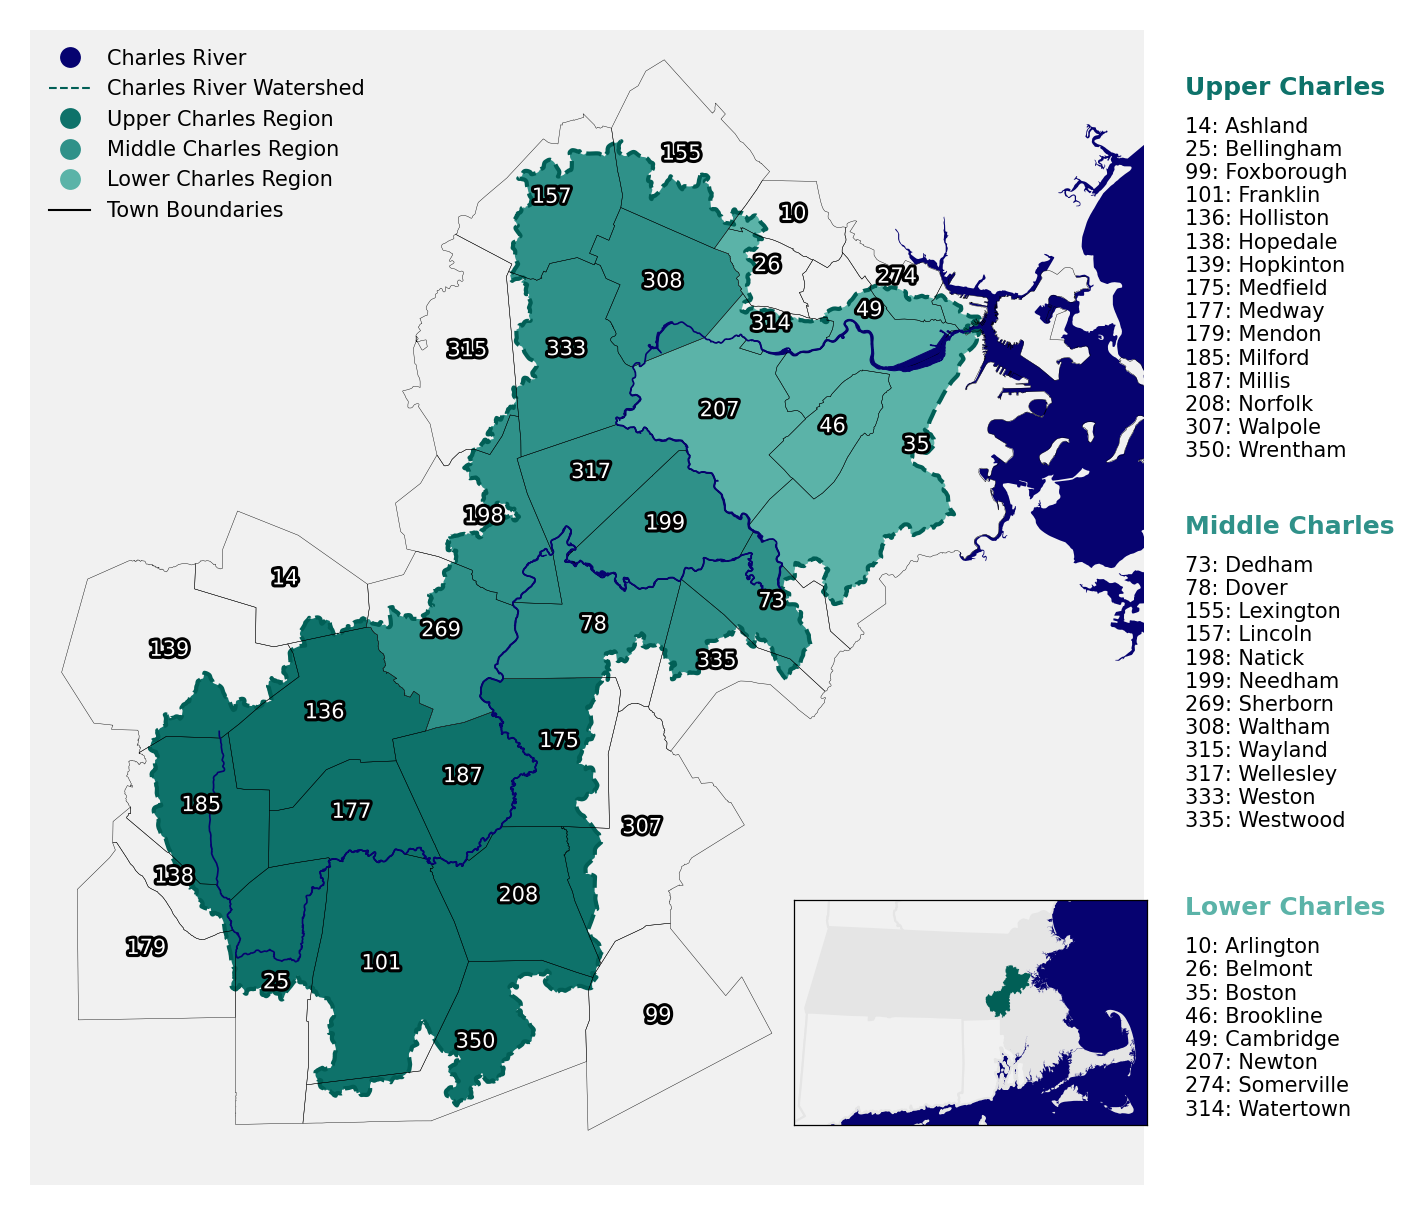 Charles River
Charles River Watershed
Upper Charles Region
Middle Charles Region
Lower Charles Region
Town Boundaries
155
157
10
26
274
308
49
314
315
333
207
46
35
317
198
199
14
73
78
269
335
139
136
175
187
185
177
307
138
208
179
101
25
99
350
Upper Charles
14: Ashland
25: Bellingham
99: Foxborough
101: Franklin
136: Holliston
138: Hopedale
139: Hopkinton
175: Medfield
177: Medway
179: Mendon
185: Milford
187: Millis
208: Norfolk
307: Walpole
350: Wrentham
Middle Charles
73: Dedham
78: Dover
155: Lexington
157: Lincoln
198: Natick
199: Needham
269: Sherborn
308: Waltham
315: Wayland
317: Wellesley
333: Weston
335: Westwood
Lower Charles
10: Arlington
26: Belmont
35: Boston
46: Brookline
49: Cambridge
207: Newton
274: Somerville
314: Watertown